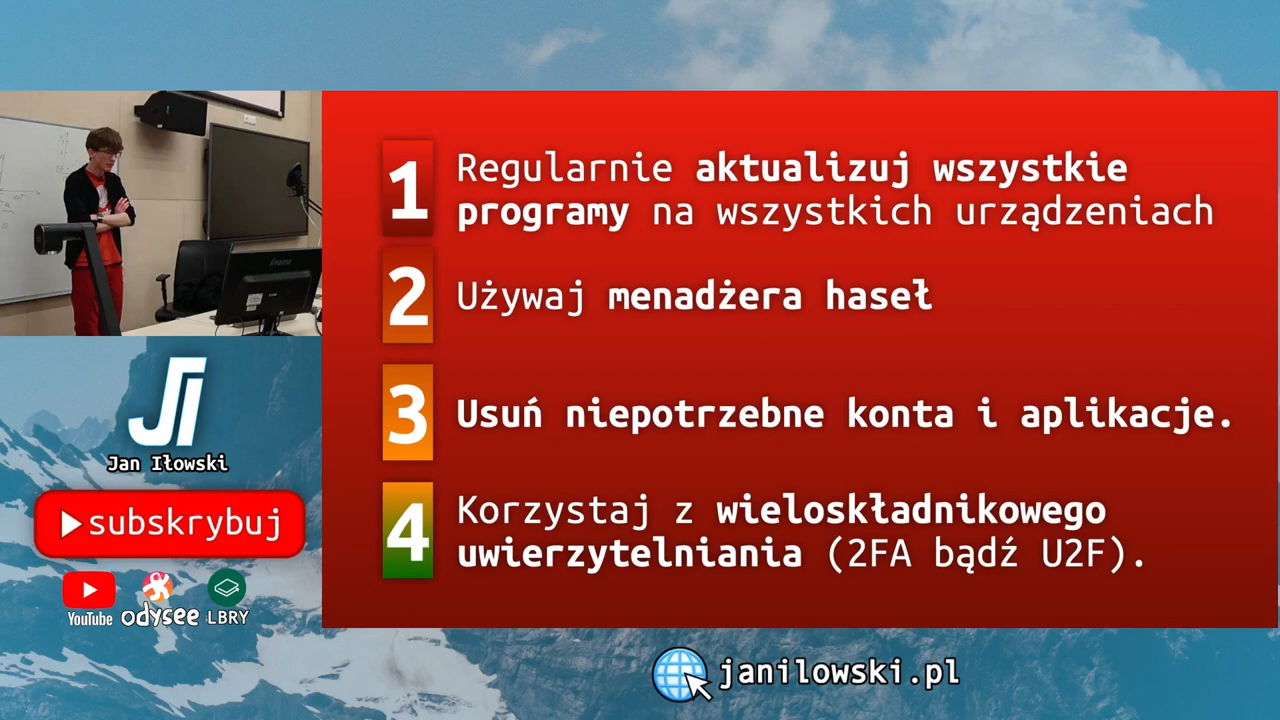 1
Regularnie aktualizuj wszystkie
programy na wszystkich urządzeniach
2
Używaj menadżera haseł
3
Usuń niepotrzebne konta i aplikacje.
4
Korzystaj z wieloskładnikowego
uwierzytelniania (2FA bądź U2F).
JI
Jan Iłowski
subskrybuj
YouTube odysee LBRY
janilowski.pl